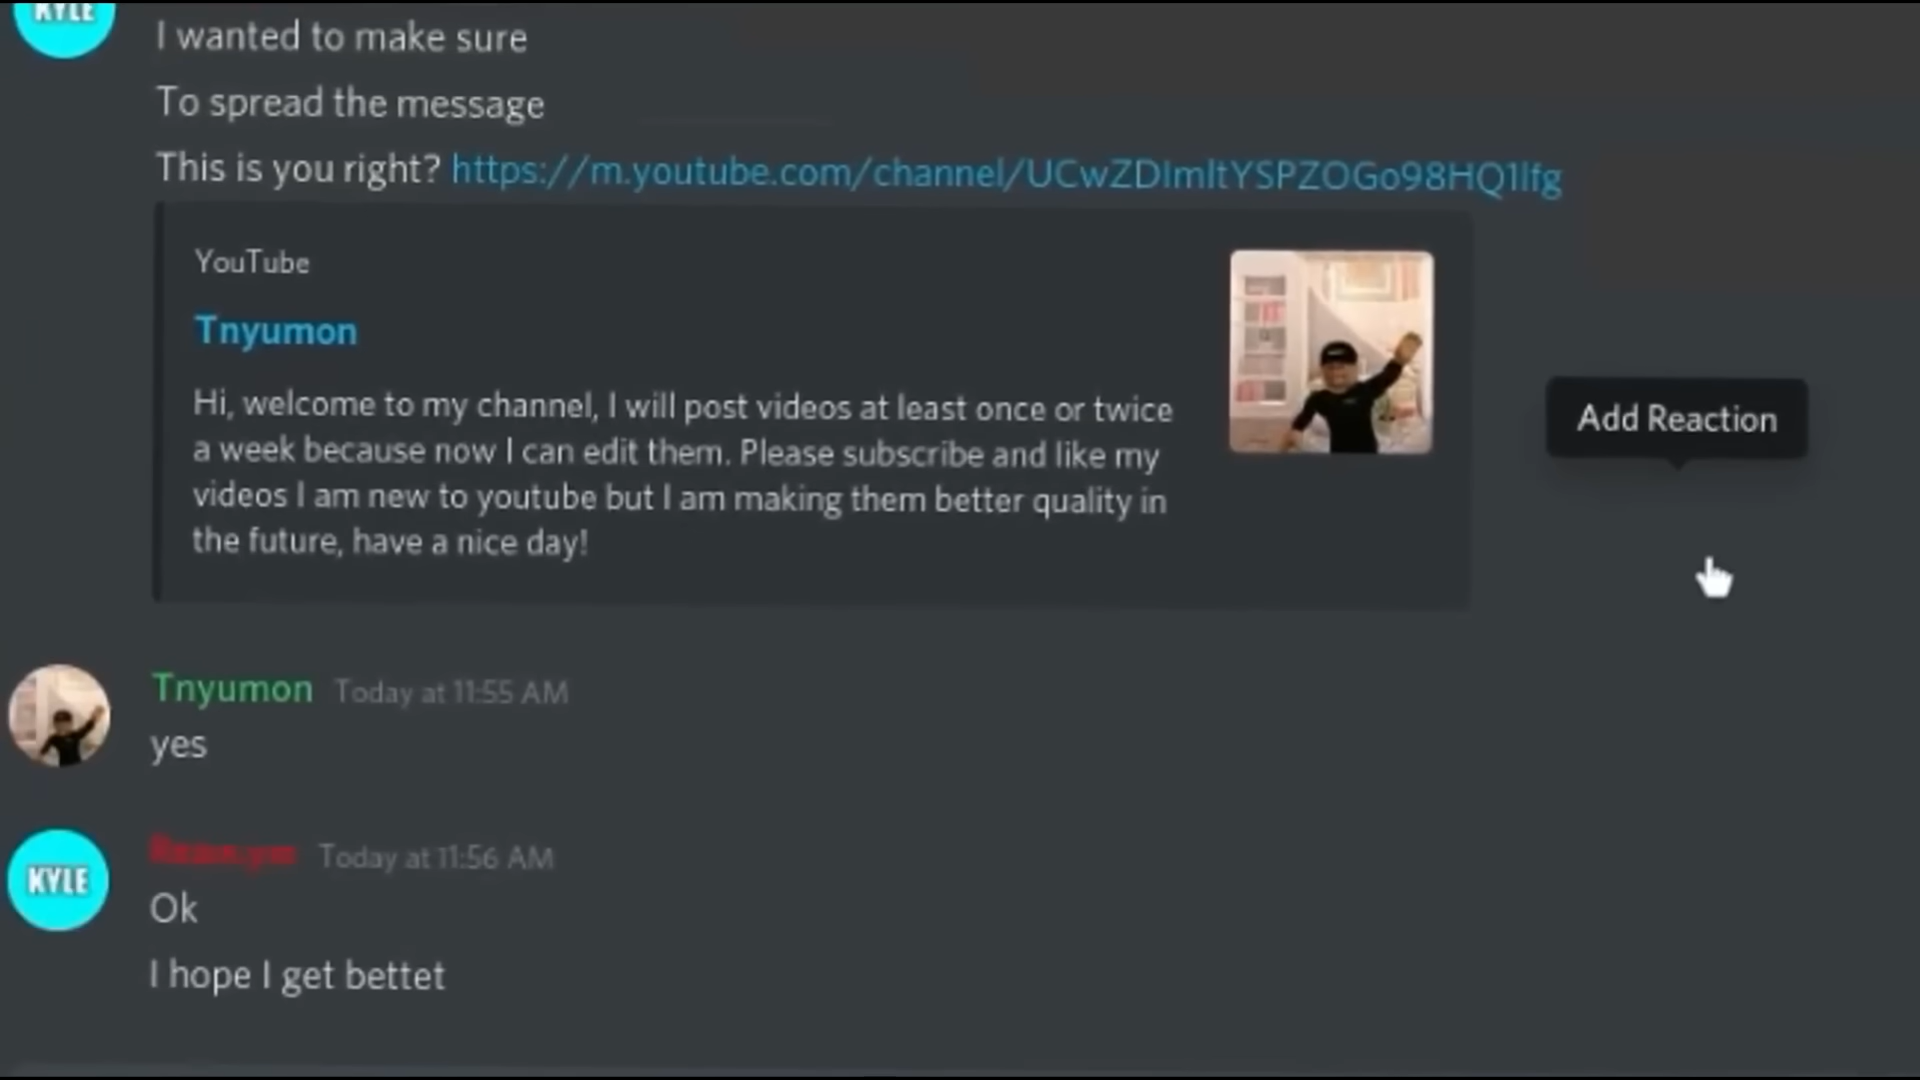 KYLE
I wanted to make sure
To spread the message
This is you right? https://m.youtube.com/channel/UCwZDImltYSPZOGo98HQ1lfg
YouTube
Tnyumon
Hi, welcome to my channel, I will post videos at least once or twice
a week because now I can edit them. Please subscribe and like my
videos I am new to youtube but I am making them better quality in
the future, have a nice day!
Add Reaction
Tnyumon Today at 11:55 AM
yes
KYLE
Today at 11:56 AM
Ok
I hope I get bettet